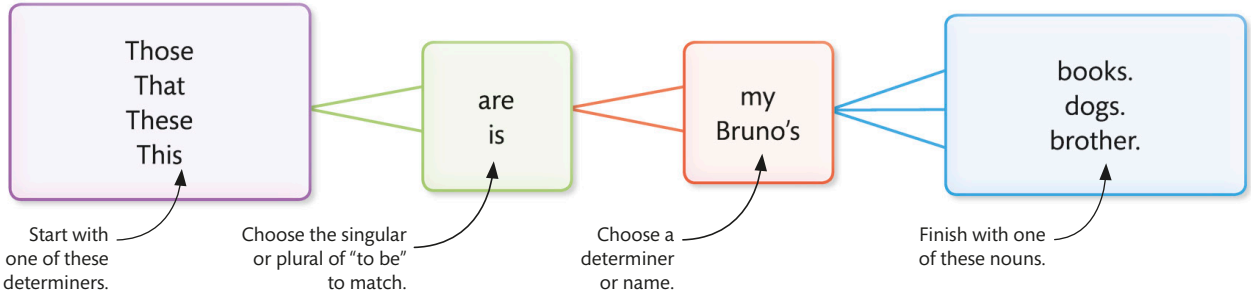 Those
That
These
This
are
is
my
Bruno’s
books.
dogs.
brother.
Start with
one of these
determiners.
Choose the singular
or plural of “to be”
to match.
Choose a
determiner
or name.
Finish with one
of these nouns.